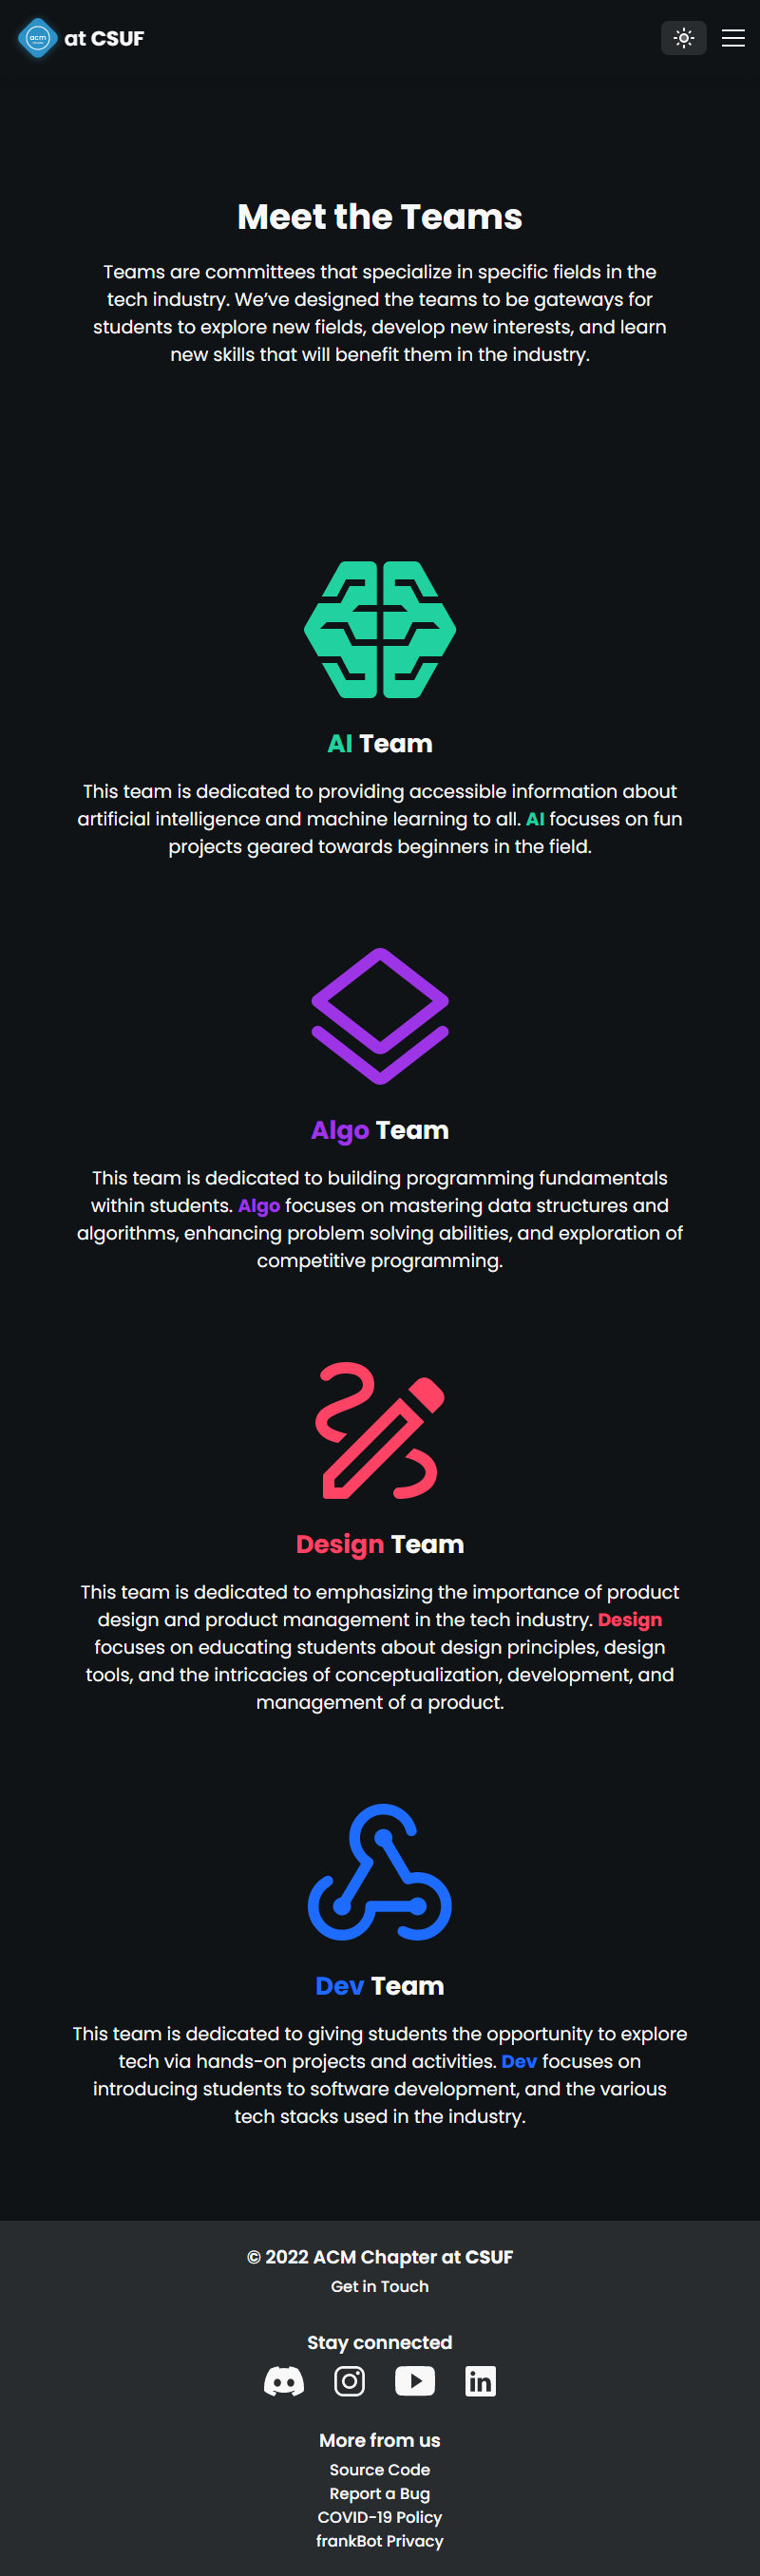 acm
at CSUF
Meet the Teams
Teams are committees that specialize in specific fields in the
tech industry. We’ve designed the teams to be gateways for
students to explore new fields, develop new interests, and learn
new skills that will benefit them in the industry.
AI Team
This team is dedicated to providing accessible information about
artificial intelligence and machine learning to all. AI focuses on fun
projects geared towards beginners in the field.
Algo Team
This team is dedicated to building programming fundamentals
within students. Algo focuses on mastering data structures and
algorithms, enhancing problem solving abilities, and exploration of
competitive programming.
Design Team
This team is dedicated to emphasizing the importance of product
design and product management in the tech industry. Design
focuses on educating students about design principles, design
tools, and the intricacies of conceptualization, development, and
management of a product.
Dev Team
This team is dedicated to giving students the opportunity to explore
tech via hands-on projects and activities. Dev focuses on
introducing students to software development, and the various
tech stacks used in the industry.
© 2022 ACM Chapter at CSUF
Get in Touch
Stay connected
in
More from us
Source Code
Report a Bug
COVID-19 Policy
frankBot Privacy